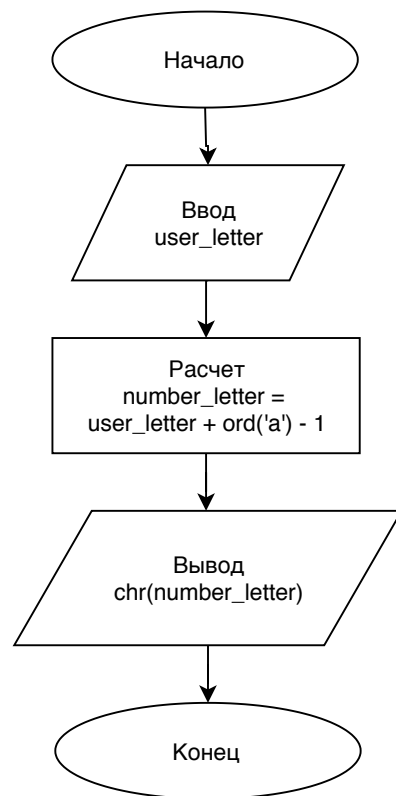 Начало
Ввод
user_letter
Расчет
number_letter =
user_letter + ord('a') - 1
Вывод
chr(number_letter)
Конец